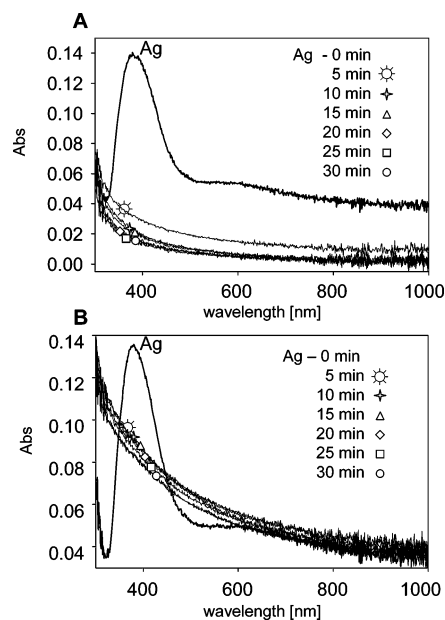 A
Ag
Ag - 0 min
5 min
10 min
15 min
20 min
25 min
30 min
0.14
0.12
0.10
0.08
0.06
0.04
0.02
0.00
Abs
400 600 800 1000
wavelength [nm]
B
Ag
Ag – 0 min
5 min
10 min
15 min
20 min
25 min
30 min
0.14
0.12
0.10
0.08
0.06
0.04
Abs
400 600 800 1000
wavelength [nm]